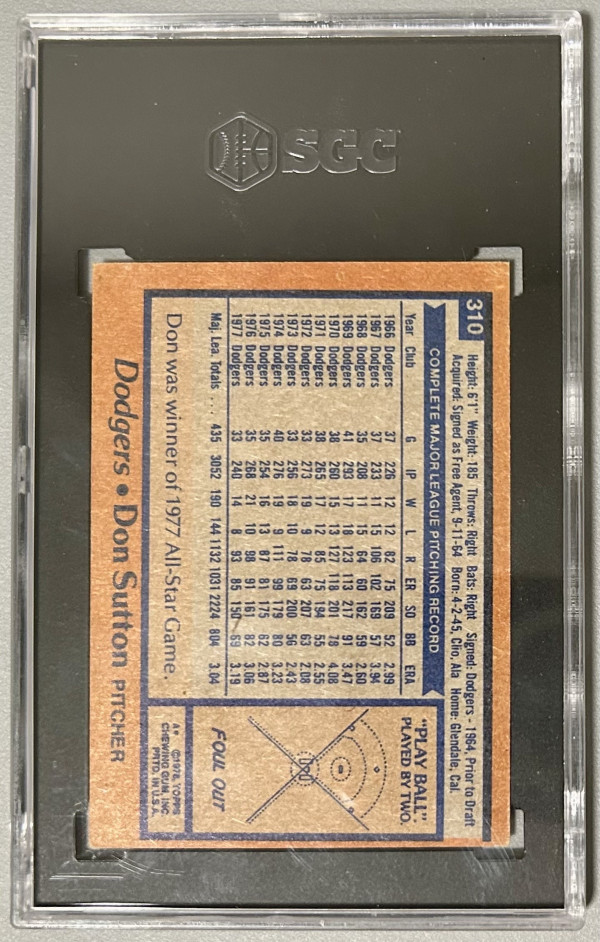 SGC
310
Height: 6'1" Weight: 185 Throws: Right Bats: Right Signed: Dodgers - 1964, Prior to Draft
Acquired: Signed as Free Agent, 9-11-64 Born: 4-2-45, Clio, Ala Home: Glendale, Cal.
COMPLETE MAJOR LEAGUE PITCHING RECORD
Year Club G IP W L R ER SO BB ERA
1966 Dodgers 37 226 12 12 82 75 209 52 2.99
1967 Dodgers 37 233 11 15 106 102 169 57 3.94
1968 Dodgers 35 208 11 15 64 60 162 59 2.60
1969 Dodgers 41 293 17 18 123 113 217 91 3.47
1970 Dodgers 38 260 15 13 127 118 201 78 4.08
1971 Dodgers 38 265 17 12 85 75 194 55 2.55
1972 Dodgers 33 273 19 9 78 63 207 63 2.08
1973 Dodgers 33 256 18 10 78 69 200 56 2.43
1974 Dodgers 40 276 19 9 111 99 179 80 3.23
1975 Dodgers 35 254 16 13 87 81 175 62 2.87
1976 Dodgers 35 268 21 10 98 91 161 82 3.06
1977 Dodgers 33 240 14 8 93 85 150 69 3.19
Maj. Lea. Totals . . . 435 3052 190 144 1132 1031 2224 804 3.04
Don was winner of 1977 All-Star Game.
"PLAY BALL"
PLAYED BY TWO.
FOUL OUT
A* ©1978, TOPPS
CHEWING GUM, INC.
PRTD. IN U.S.A.
Dodgers • Don Sutton PITCHER